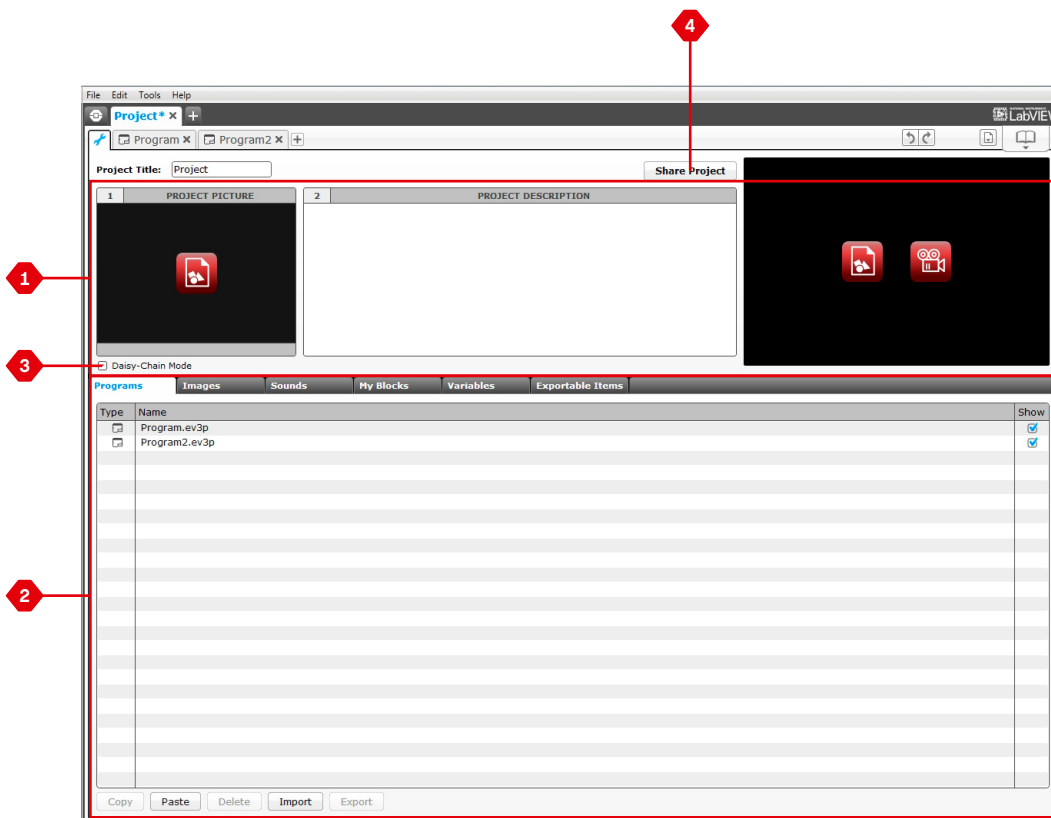 4
File Edit Tools Help
Project* × +
NATIONAL INSTRUMENTS
LabVIEW
Program × Program2 × +
Project Title: Project Share Project
1 PROJECT PICTURE 2 PROJECT DESCRIPTION
1
3 Daisy-Chain Mode
Programs Images Sounds My Blocks Variables Exportable Items
Type Name Show
Program.ev3p
Program2.ev3p
2
Copy Paste Delete Import Export